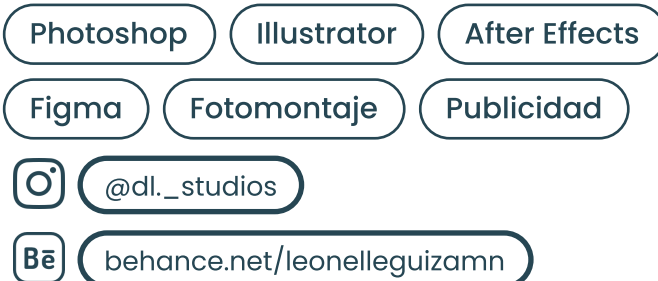 Photoshop Illustrator After Effects
Figma Fotomontaje Publicidad
@dl._studios
Bē behance.net/leonelleguizamn